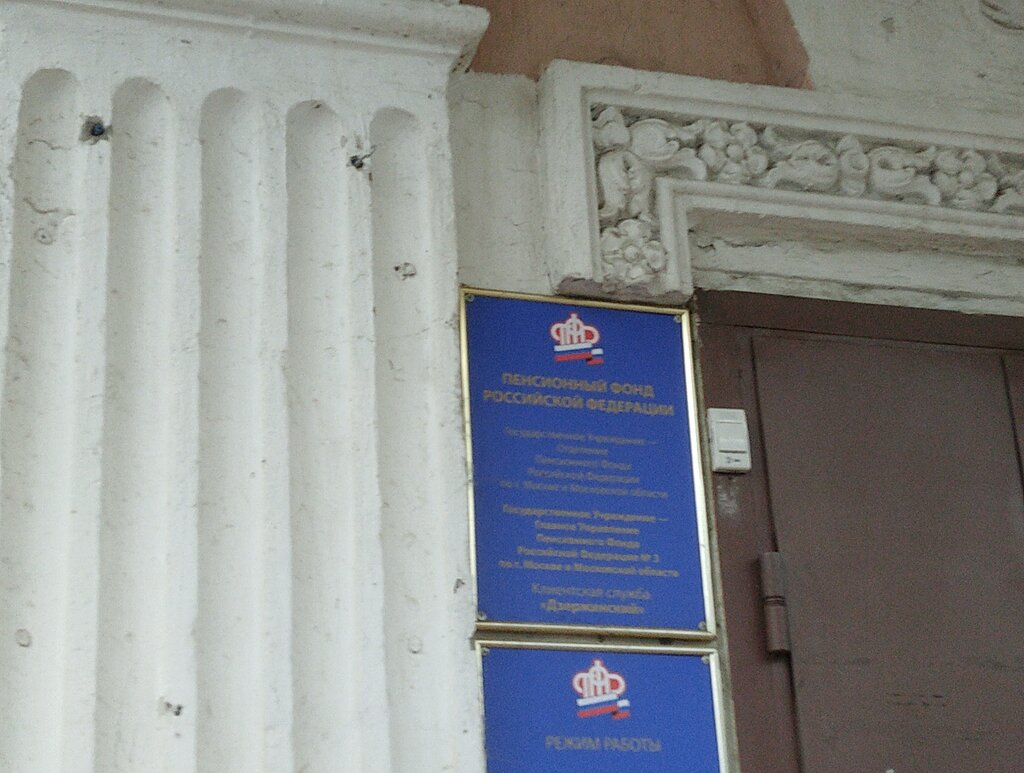 ПЕНСИОННЫЙ ФОНД
РОССИЙСКОЙ ФЕДЕРАЦИИ
Государственное Учреждение —
Отделение
Пенсионного Фонда
Российской Федерации
по г. Москве и Московской области
Государственное Учреждение —
Главное Управление
Пенсионного Фонда
Российской Федерации № 3
по г. Москве и Московской области
Клиентская служба
«Дзержинский»
РЕЖИМ РАБОТЫ